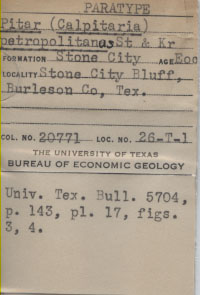 PARATYPE
Pitar (Calpitaria)
petropolitana, St & Kr
FORMATION Stone City AGE Eoc
LOCALITY Stone City Bluff,
Burleson Co, Tex.
COL. NO. 20771 LOC. NO. 26-T-1
THE UNIVERSITY OF TEXAS
BUREAU OF ECONOMIC GEOLOGY
Univ. Tex. Bull. 5704,
p. 143, pl. 17, figs.
3, 4.